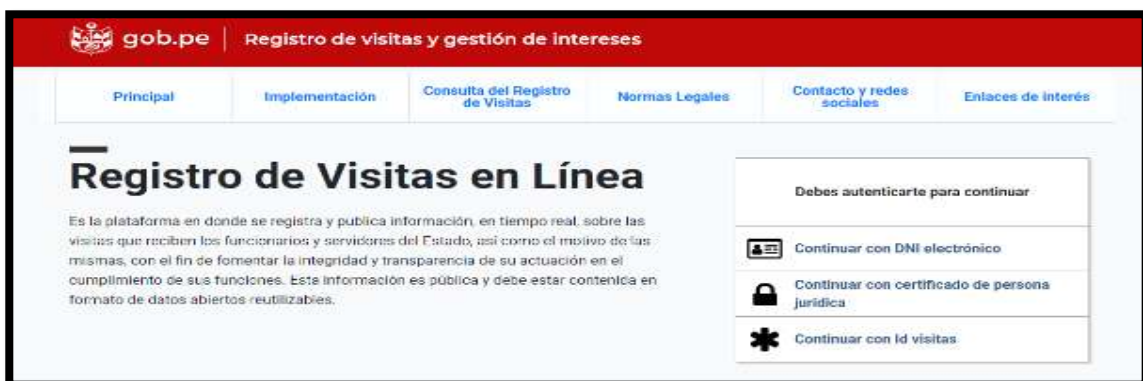 gob.pe | Registro de visitas y gestión de intereses
Principal
Implementación
Consulta del Registro
de Visitas
Normas Legales
Contacto y redes
sociales
Enlaces de interés
Registro de Visitas en Línea
Es la plataforma en donde se registra y publica información, en tiempo real, sobre las
visitas que reciben los funcionarios y servidores del Estado, así como el motivo de las
mismas, con el fin de fomentar la integridad y transparencia de su actuación en el
cumplimiento de sus funciones. Esta información es pública y debe estar contenida en
formato de datos abiertos reutilizables.
Debes autenticarte para continuar
Continuar con DNI electrónico
Continuar con certificado de persona
jurídica
Continuar con Id visitas